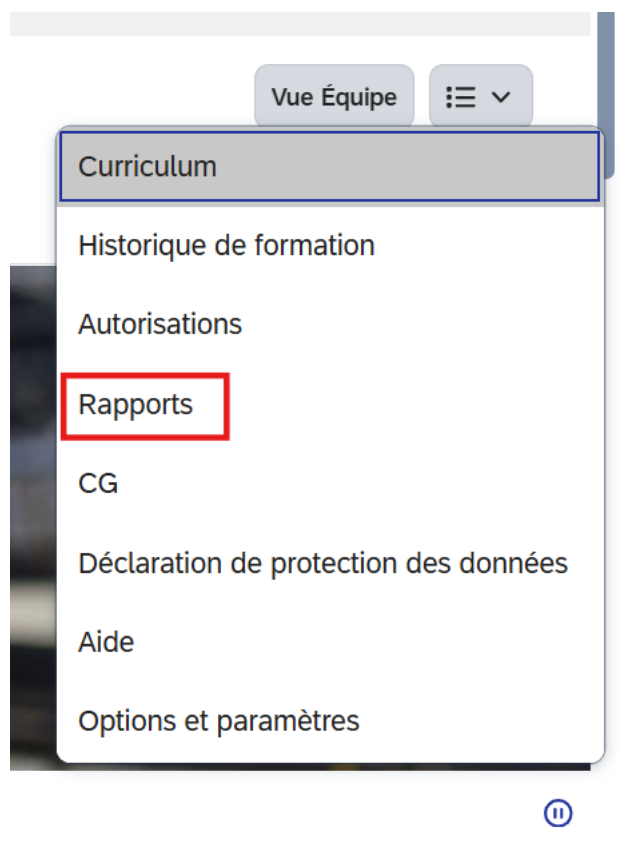 Vue Équipe
Curriculum
Historique de formation
Autorisations
Rapports
CG
Déclaration de protection des données
Aide
Options et paramètres